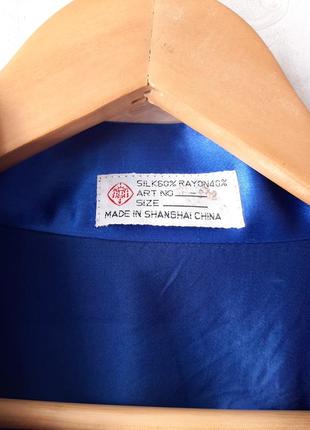 SILK60% RAYON40%
ART NO
SIZE
MADE IN SHANGHAI CHINA